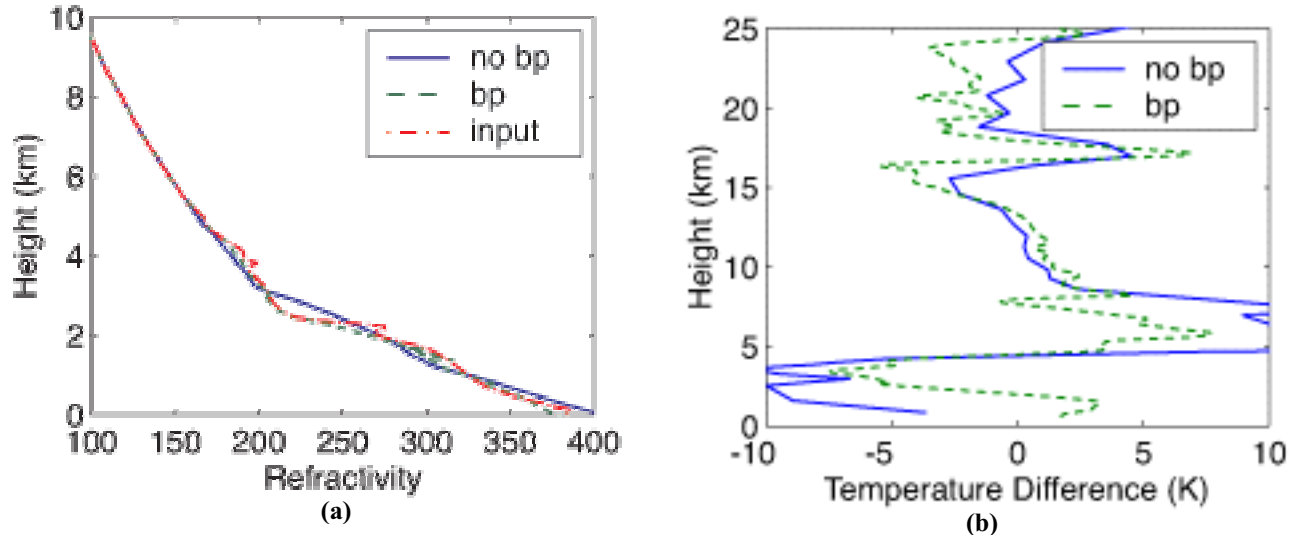 10
8
6
4
2
0
Height (km)
no bp
bp
input
100 150 200 250 300 350 400
Refractivity
(a)
25
20
15
10
5
0
Height (km)
no bp
bp
-10 -5 0 5 10
Temperature Difference (K)
(b)